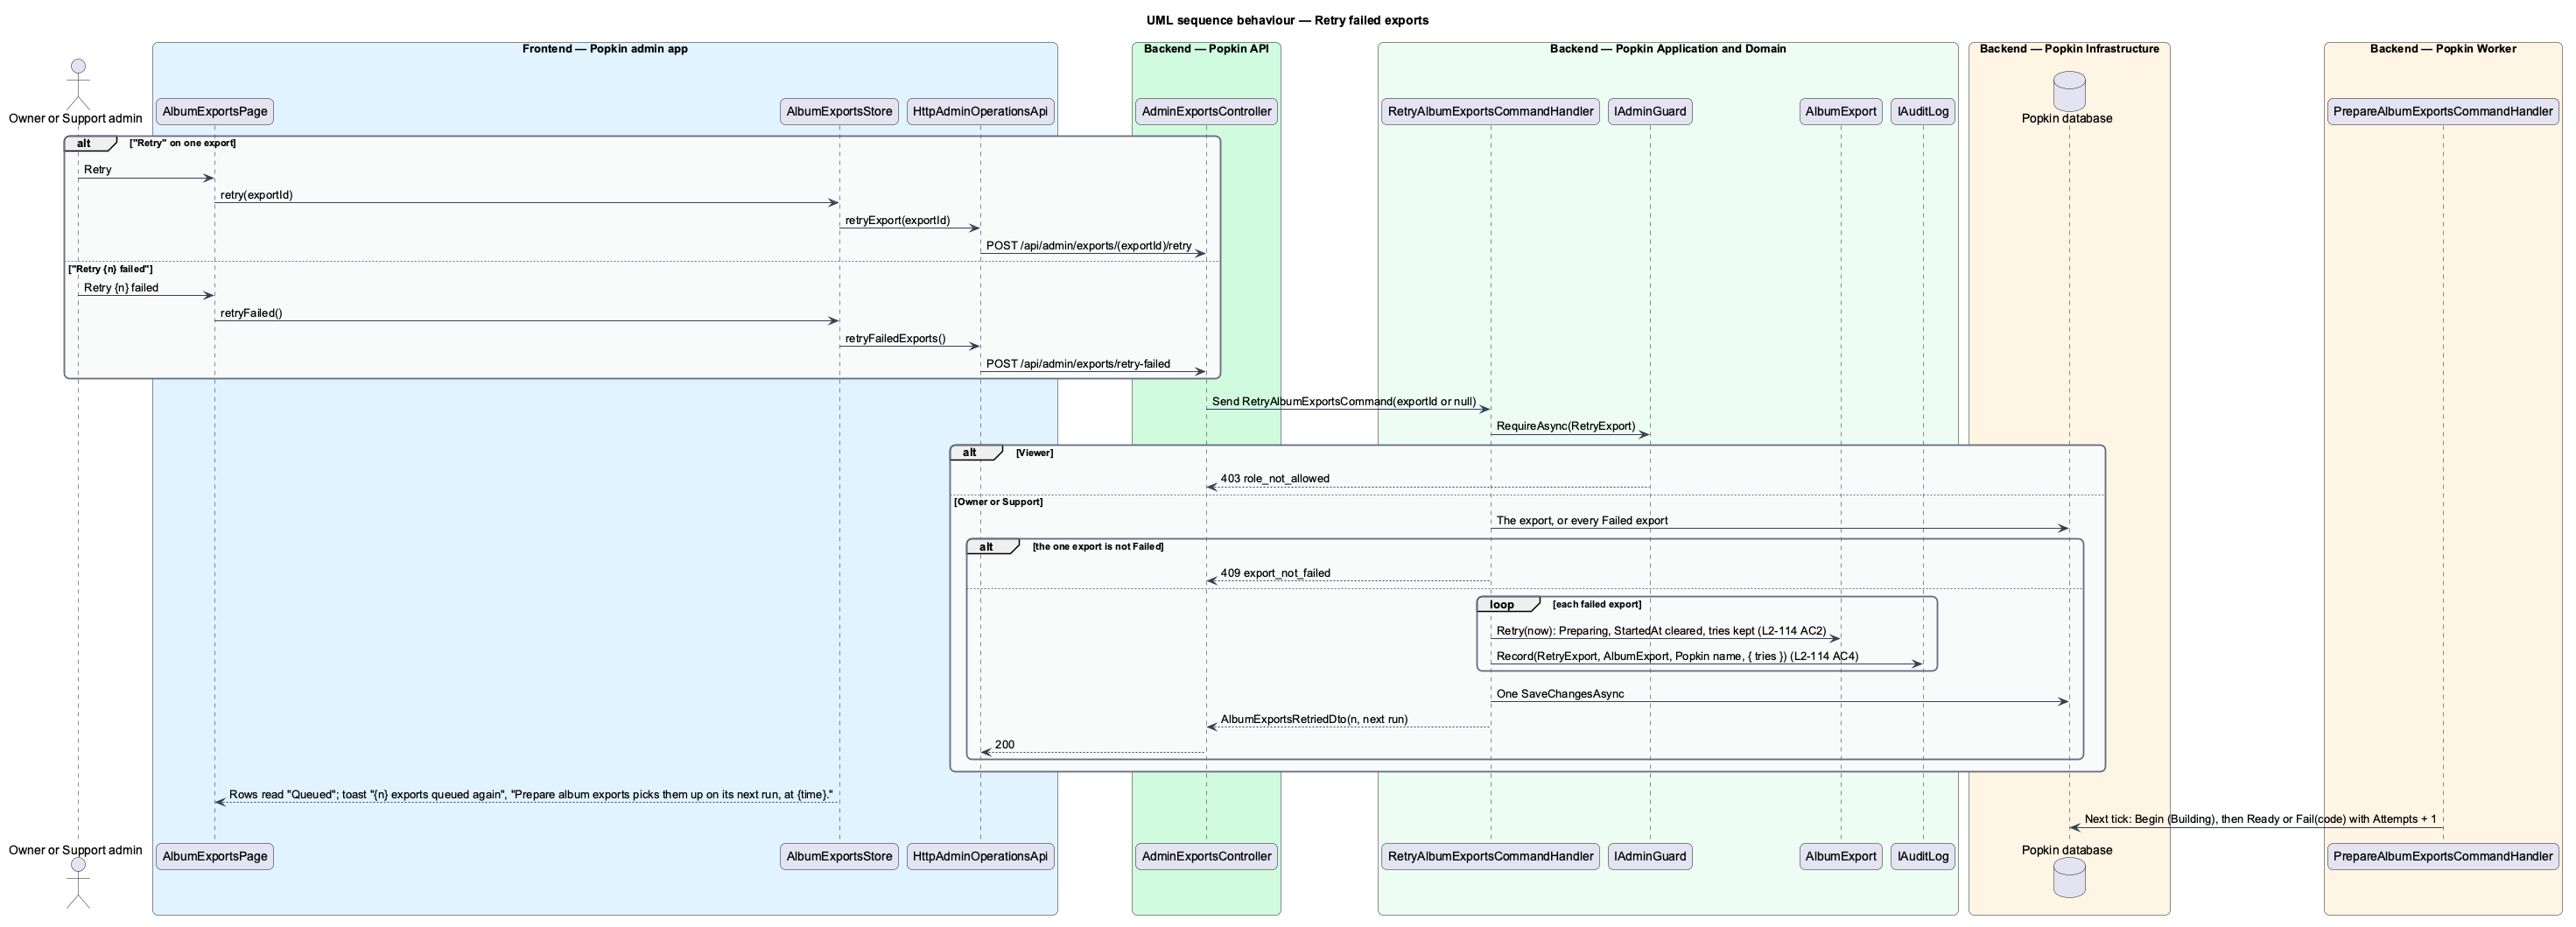 UML sequence behaviour — Retry failed exports
Frontend — Popkin admin app
Backend — Popkin API
Backend — Popkin Application and Domain
Backend — Popkin Infrastructure
Backend — Popkin Worker
Owner or Support admin
AlbumExportsPage
AlbumExportsStore
HttpAdminOperationsApi
AdminExportsController
RetryAlbumExportsCommandHandler
IAdminGuard
AlbumExport
IAuditLog
Popkin database
PrepareAlbumExportsCommandHandler
alt ["Retry" on one export]
Retry
retry(exportId)
retryExport(exportId)
POST /api/admin/exports/(exportId)/retry
["Retry {n} failed"]
Retry {n} failed
retryFailed()
retryFailedExports()
POST /api/admin/exports/retry-failed
Send RetryAlbumExportsCommand(exportId or null)
RequireAsync(RetryExport)
alt [Viewer]
403 role_not_allowed
[Owner or Support]
The export, or every Failed export
alt [the one export is not Failed]
409 export_not_failed
loop [each failed export]
Retry(now): Preparing, StartedAt cleared, tries kept (L2-114 AC2)
Record(RetryExport, AlbumExport, Popkin name, { tries }) (L2-114 AC4)
One SaveChangesAsync
AlbumExportsRetriedDto(n, next run)
200
Rows read "Queued"; toast "{n} exports queued again", "Prepare album exports picks them up on its next run, at {time}."
Next tick: Begin (Building), then Ready or Fail(code) with Attempts + 1
Owner or Support admin
AlbumExportsPage
AlbumExportsStore
HttpAdminOperationsApi
AdminExportsController
RetryAlbumExportsCommandHandler
IAdminGuard
AlbumExport
IAuditLog
Popkin database
PrepareAlbumExportsCommandHandler